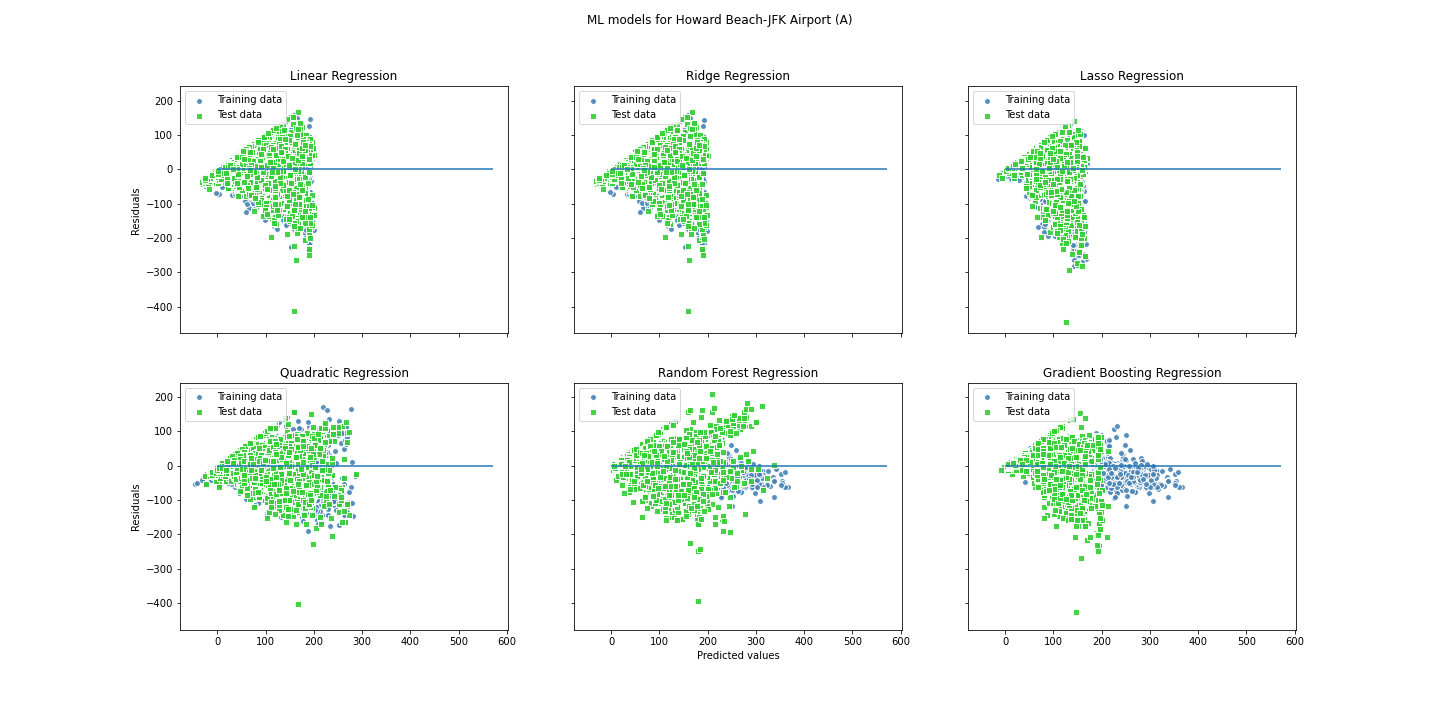 ML models for Howard Beach-JFK Airport (A)
Linear Regression
Ridge Regression
Lasso Regression
Training data
Test data
Training data
Test data
Training data
Test data
200
100
0
−100
−200
−300
−400
Residuals
Quadratic Regression
Random Forest Regression
Gradient Boosting Regression
Training data
Test data
Training data
Test data
Training data
Test data
200
100
0
−100
−200
−300
−400
Residuals
0 100 200 300 400 500 600
0 100 200 300 400 500 600
0 100 200 300 400 500 600
Predicted values